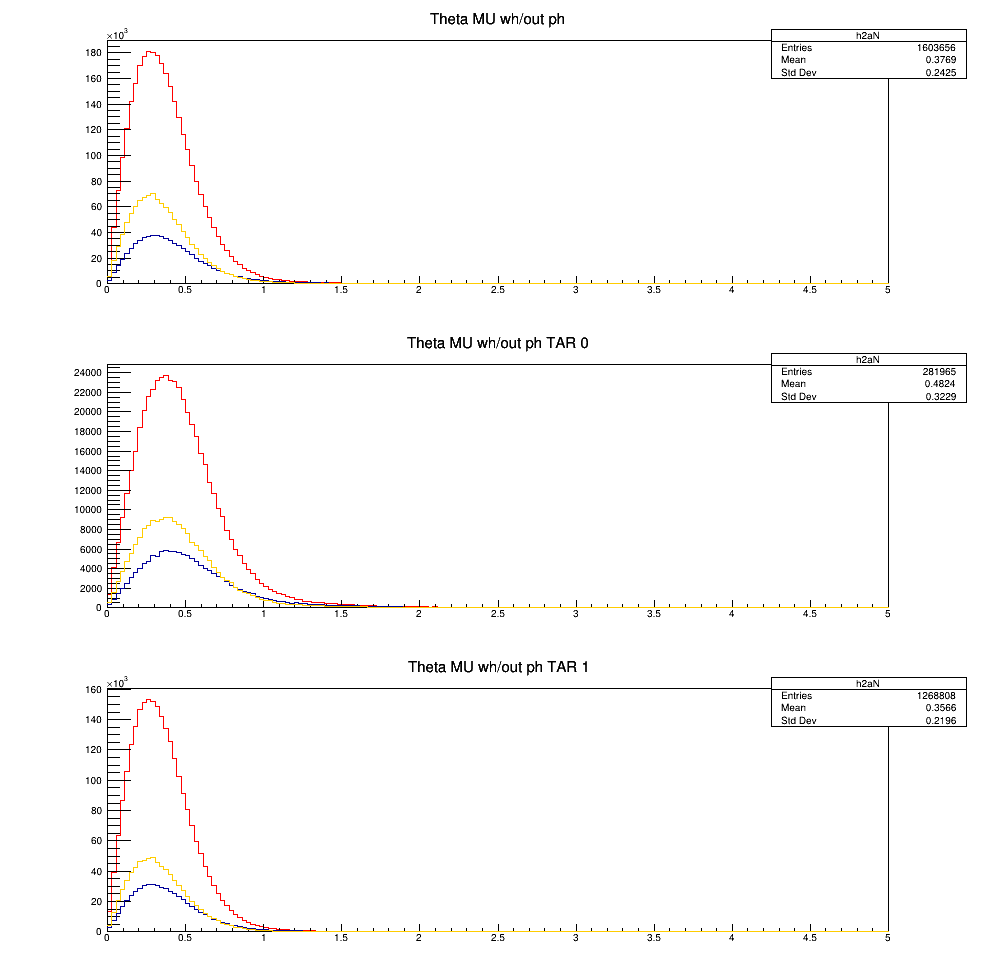 Theta MU wh/out ph
×10³
h2aN
Entries 1603656
Mean 0.3769
Std Dev 0.2425
180
160
140
120
100
80
60
40
20
0
0 0.5 1 1.5 2 2.5 3 3.5 4 4.5 5
Theta MU wh/out ph TAR 0
h2aN
Entries 281965
Mean 0.4824
Std Dev 0.3229
24000
22000
20000
18000
16000
14000
12000
10000
8000
6000
4000
2000
0
0 0.5 1 1.5 2 2.5 3 3.5 4 4.5 5
Theta MU wh/out ph TAR 1
×10³
h2aN
Entries 1268808
Mean 0.3566
Std Dev 0.2196
160
140
120
100
80
60
40
20
0
0 0.5 1 1.5 2 2.5 3 3.5 4 4.5 5